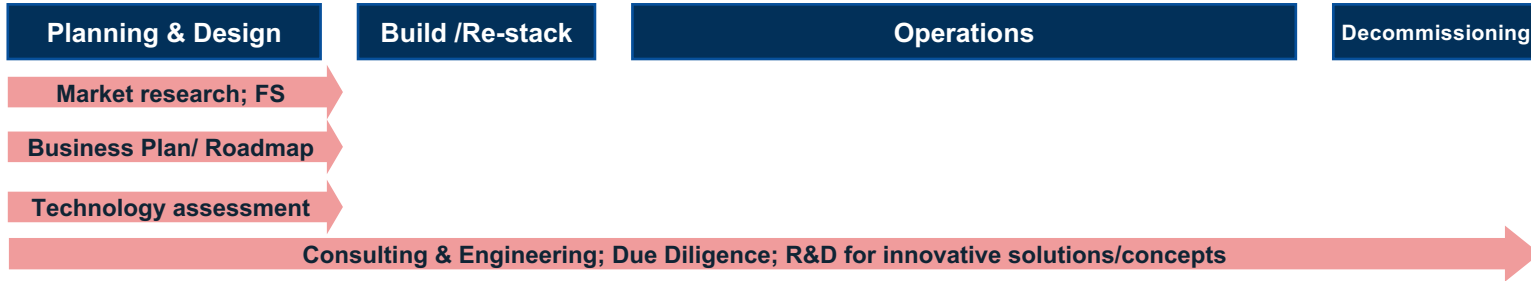 Planning & Design
Build /Re-stack
Operations
Decommissioning
Market research; FS
Business Plan/ Roadmap
Technology assessment
Consulting & Engineering; Due Diligence; R&D for innovative solutions/concepts